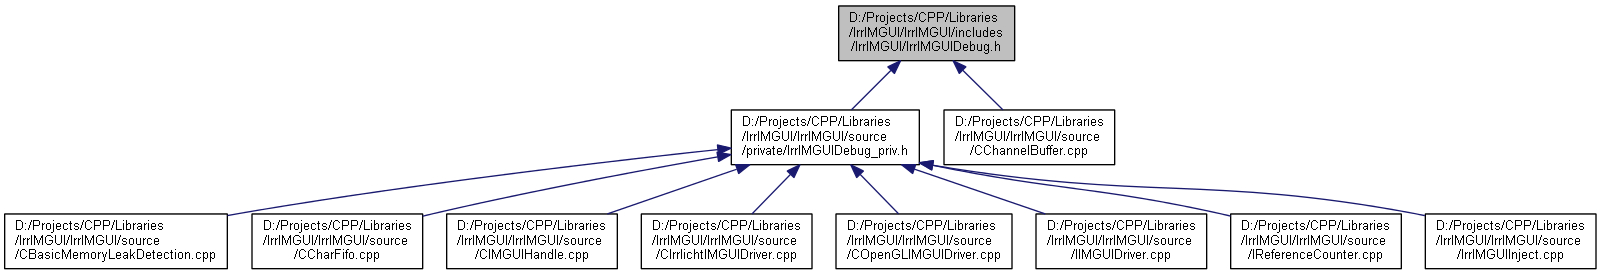 D:/Projects/CPP/Libraries
/IrrIMGUI/IrrIMGUI/includes
/IrrIMGUI/IrrIMGUIDebug.h
D:/Projects/CPP/Libraries
/IrrIMGUI/IrrIMGUI/source
/private/IrrIMGUIDebug_priv.h
D:/Projects/CPP/Libraries
/IrrIMGUI/IrrIMGUI/source
/CChannelBuffer.cpp
D:/Projects/CPP/Libraries
/IrrIMGUI/IrrIMGUI/source
/CBasicMemoryLeakDetection.cpp
D:/Projects/CPP/Libraries
/IrrIMGUI/IrrIMGUI/source
/CCharFifo.cpp
D:/Projects/CPP/Libraries
/IrrIMGUI/IrrIMGUI/source
/CIMGUIHandle.cpp
D:/Projects/CPP/Libraries
/IrrIMGUI/IrrIMGUI/source
/CIrrlichtIMGUIDriver.cpp
D:/Projects/CPP/Libraries
/IrrIMGUI/IrrIMGUI/source
/COpenGLIMGUIDriver.cpp
D:/Projects/CPP/Libraries
/IrrIMGUI/IrrIMGUI/source
/IIMGUIDriver.cpp
D:/Projects/CPP/Libraries
/IrrIMGUI/IrrIMGUI/source
/IReferenceCounter.cpp
D:/Projects/CPP/Libraries
/IrrIMGUI/IrrIMGUI/source
/IrrIMGUIInject.cpp